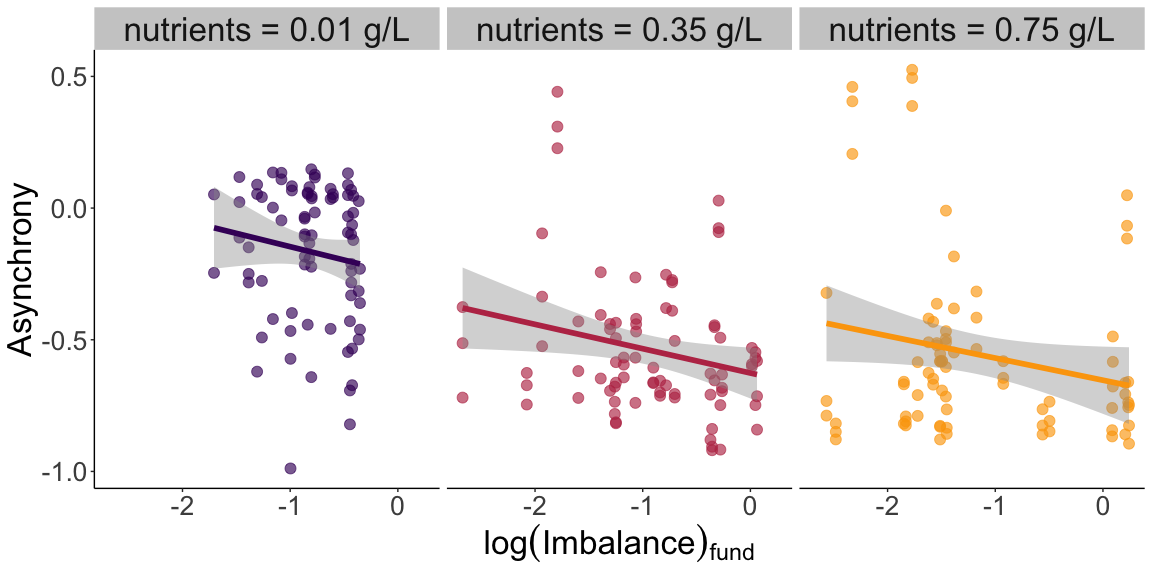 nutrients = 0.01 g/L nutrients = 0.35 g/L nutrients = 0.75 g/L
0.5
0.0
-0.5
-1.0
Asynchrony
-2 -1 0 -2 -1 0 -2 -1 0
log(Imbalance)fund